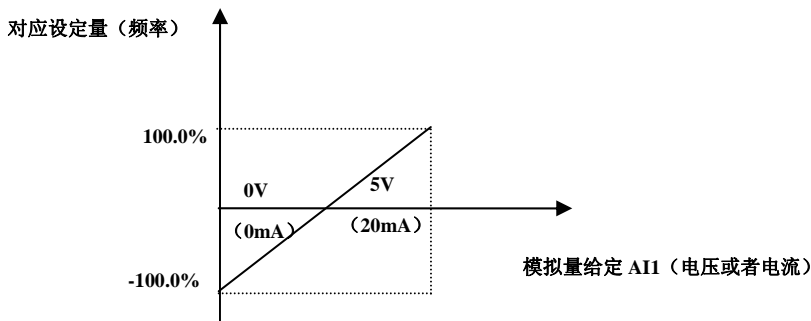 对应设定量（频率）
100.0%
0V
5V
（0mA）
（20mA）
-100.0%
模拟量给定 AI1（电压或者电流）